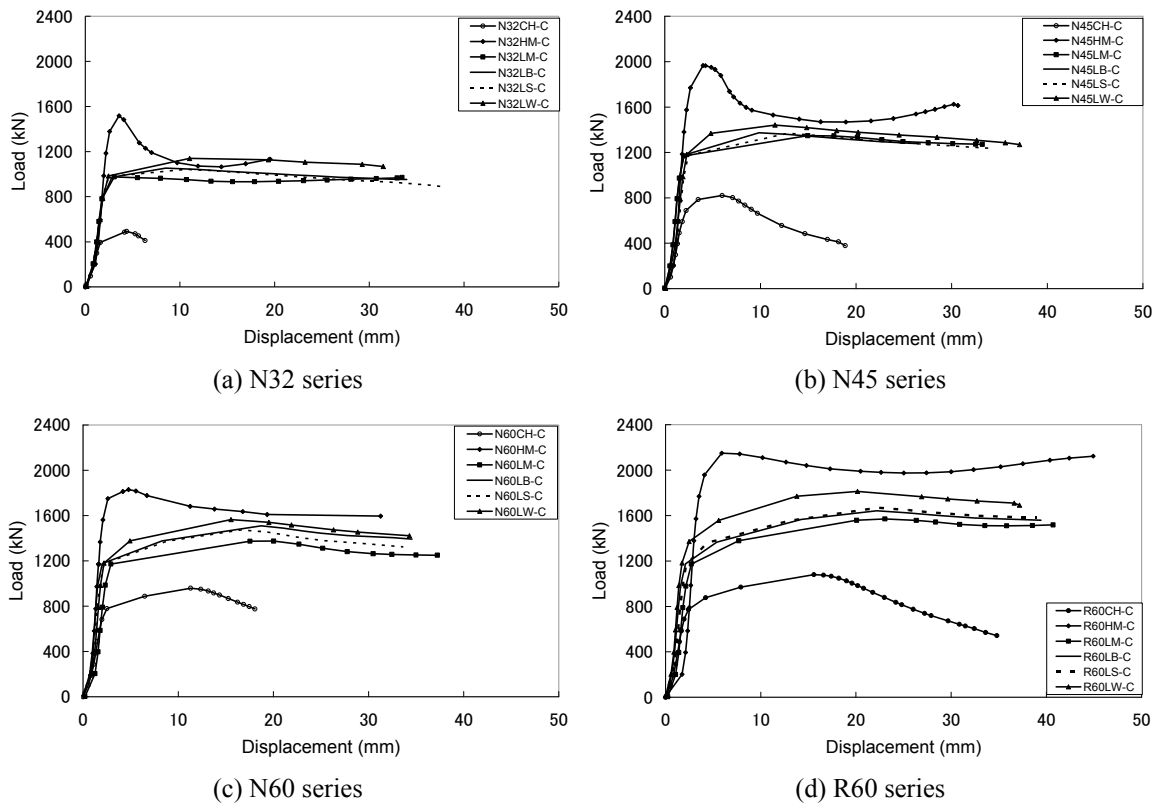 2400
2000
1600
1200
800
400
0
Load (kN)
0 10 20 30 40 50
Displacement (mm)
N32CH-C
N32HM-C
N32LM-C
N32LB-C
N32LS-C
N32LW-C
(a) N32 series
2400
2000
1600
1200
800
400
0
Load (kN)
0 10 20 30 40 50
Displacement (mm)
N45CH-C
N45HM-C
N45LM-C
N45LB-C
N45LS-C
N45LW-C
(b) N45 series
2400
2000
1600
1200
800
400
0
Load (kN)
0 10 20 30 40 50
Displacement (mm)
N60CH-C
N60HM-C
N60LM-C
N60LB-C
N60LS-C
N60LW-C
(c) N60 series
2400
2000
1600
1200
800
400
0
Load (kN)
0 10 20 30 40 50
Displacement (mm)
R60CH-C
R60HM-C
R60LM-C
R60LB-C
R60LS-C
R60LW-C
(d) R60 series